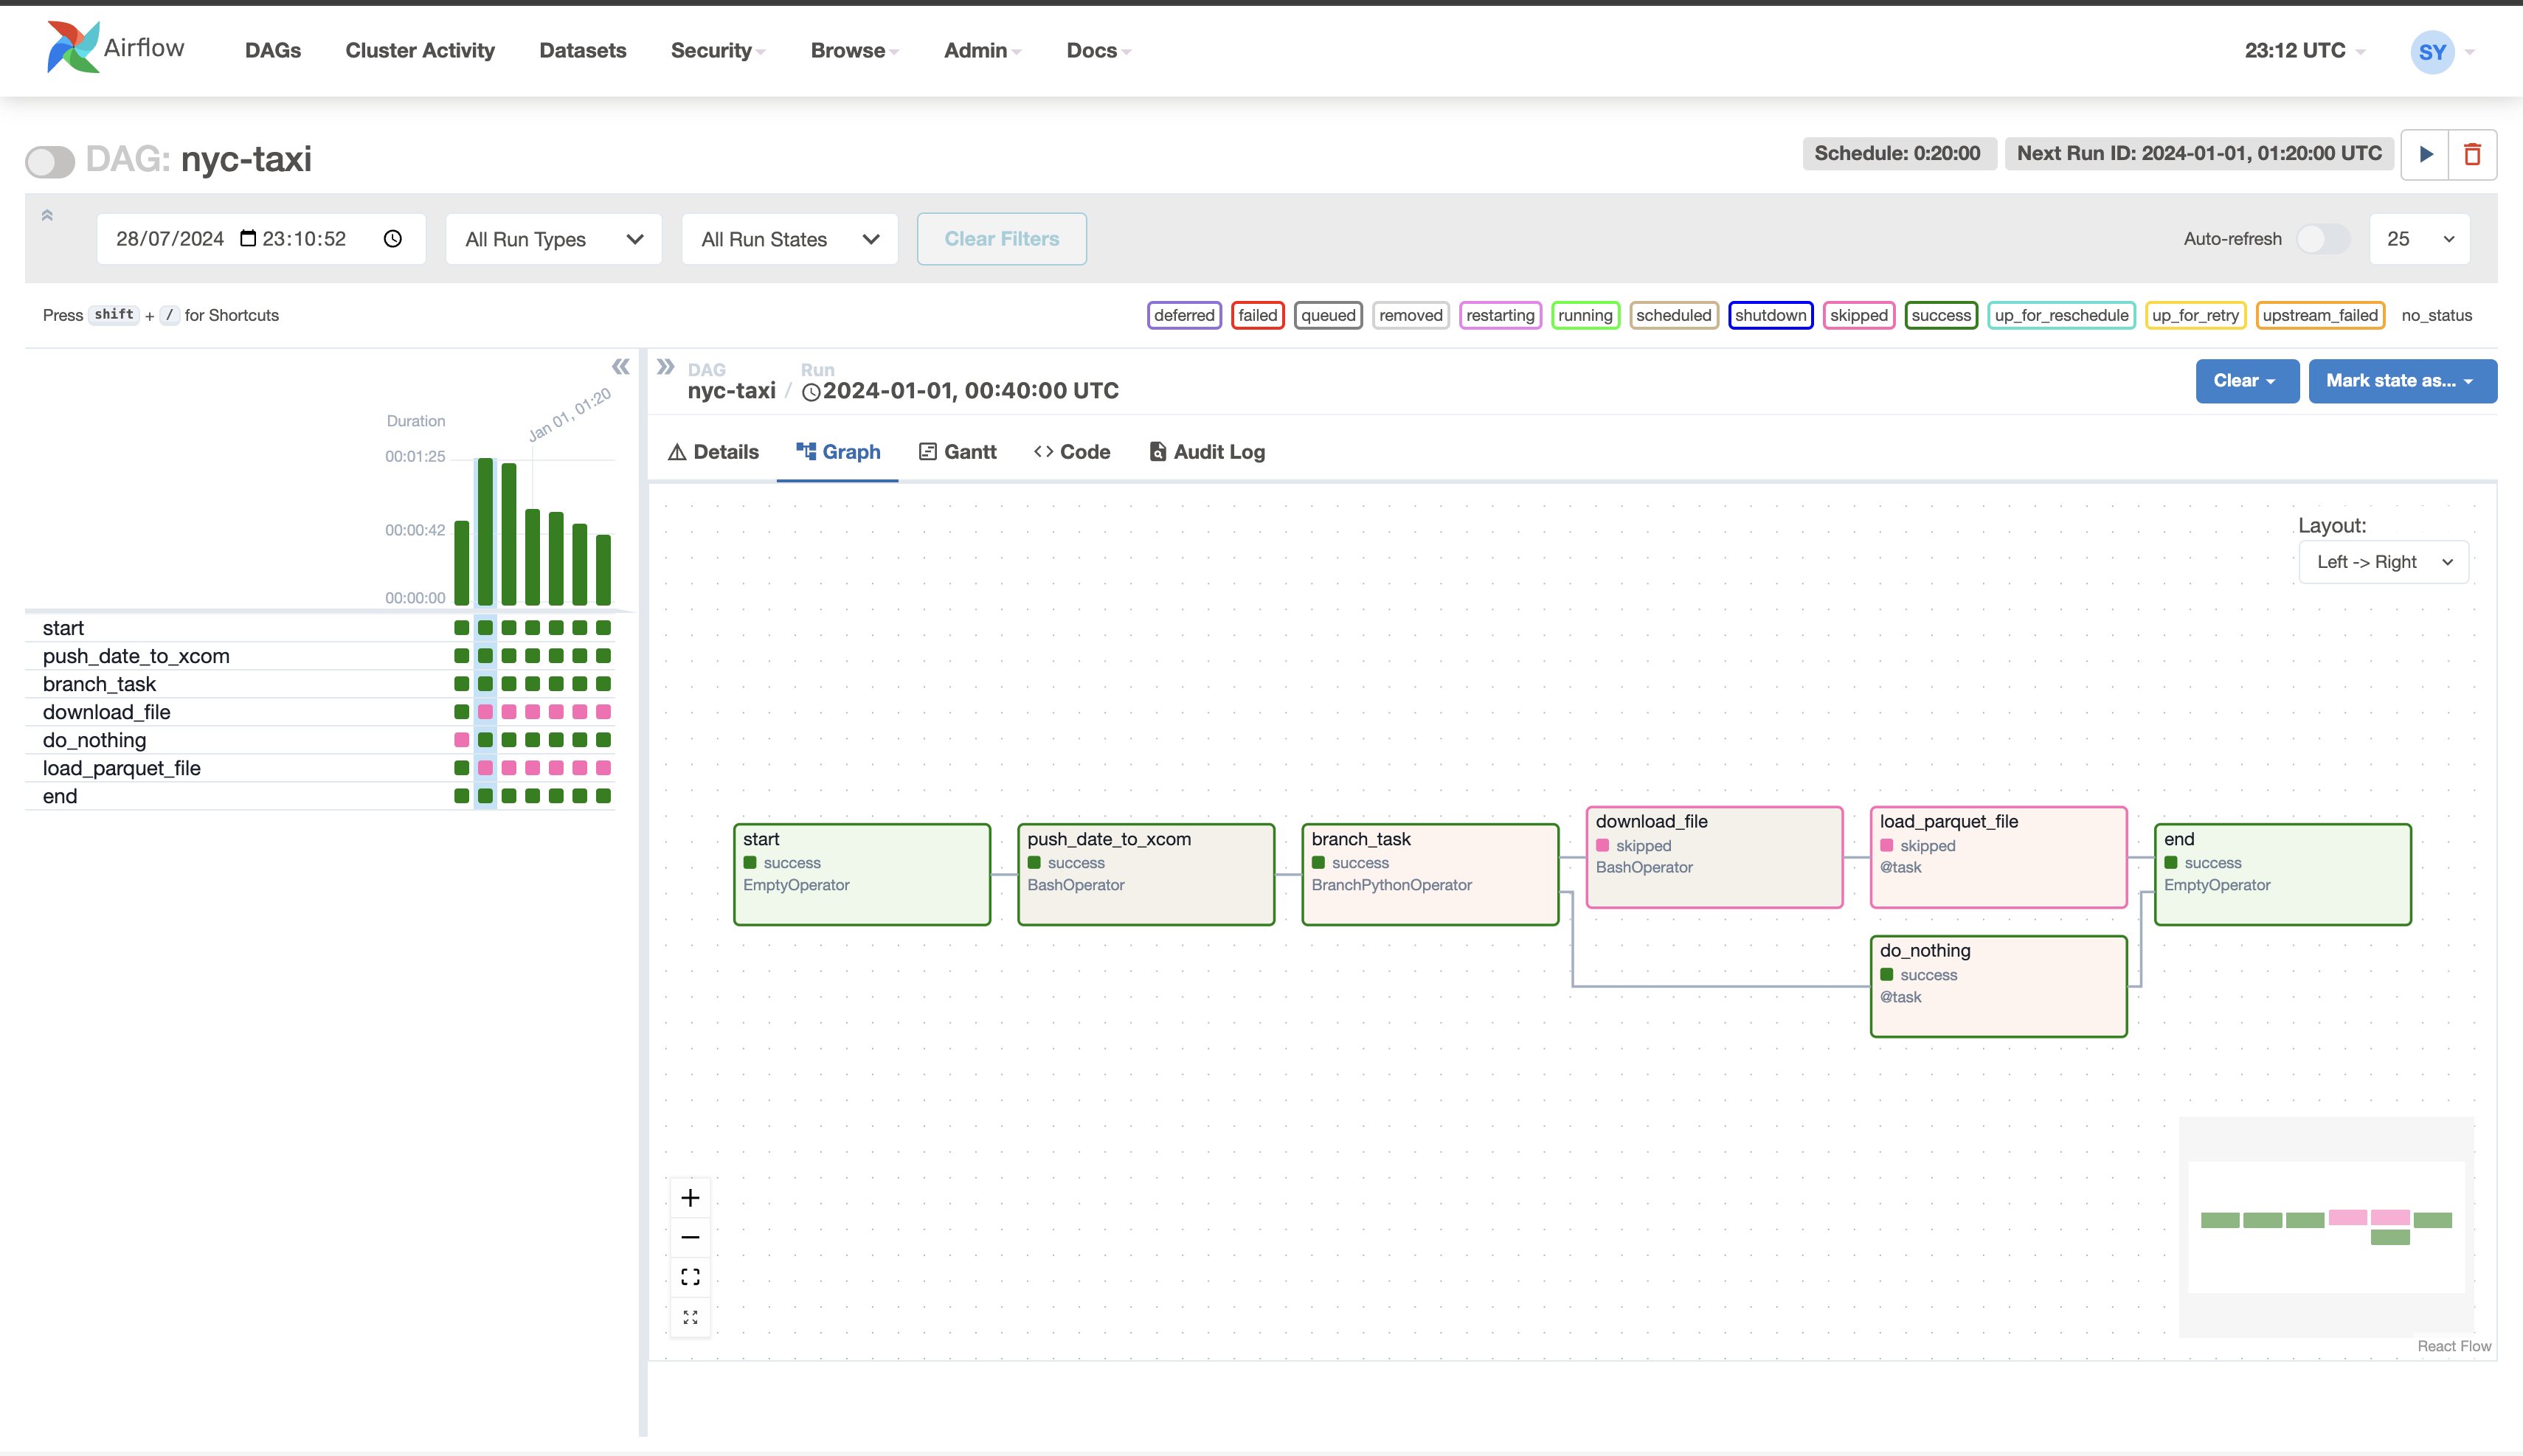 Airflow DAGs Cluster Activity Datasets Security Browse Admin Docs 23:12 UTC SY
DAG: nyc-taxi Schedule: 0:20:00 Next Run ID: 2024-01-01, 01:20:00 UTC
28/07/2024 23:10:52 All Run Types All Run States Clear Filters Auto-refresh 25
Press shift + / for Shortcuts deferred failed queued removed restarting running scheduled shutdown skipped success up_for_reschedule up_for_retry upstream_failed no_status
DAG
nyc-taxi / Run
2024-01-01, 00:40:00 UTC
Clear Mark state as...
Details Graph Gantt Code Audit Log
Duration
Jan 01, 01:20
00:01:25
00:00:42
00:00:00
start
push_date_to_xcom
branch_task
download_file
do_nothing
load_parquet_file
end
Layout:
Left -> Right
start
success
EmptyOperator
push_date_to_xcom
success
BashOperator
branch_task
success
BranchPythonOperator
download_file
skipped
BashOperator
load_parquet_file
skipped
@task
do_nothing
success
@task
end
success
EmptyOperator
React Flow